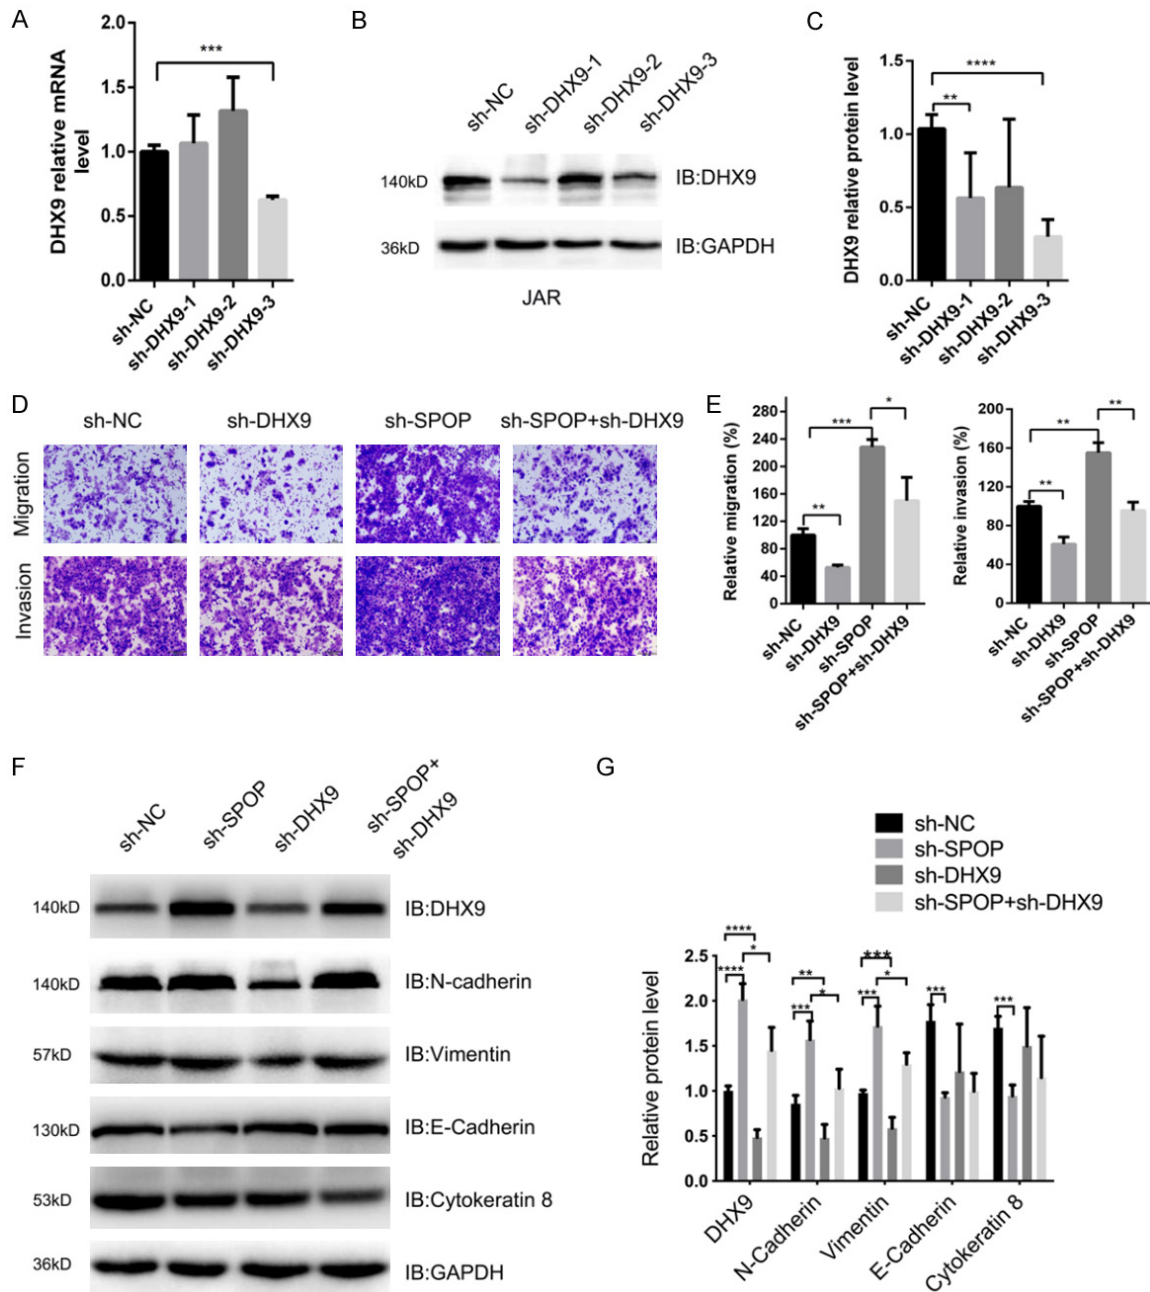 A
DHX9 relative mRNA
level
2.0
1.5
1.0
0.5
0.0
***
sh-NC
sh-DHX9-1
sh-DHX9-2
sh-DHX9-3
B
sh-NC
sh-DHX9-1
sh-DHX9-2
sh-DHX9-3
140kD
IB:DHX9
36kD
IB:GAPDH
JAR
C
DHX9 relative protein level
1.5
1.0
0.5
0.0
****
**
sh-NC
sh-DHX9-1
sh-DHX9-2
sh-DHX9-3
D
sh-NC
sh-DHX9
sh-SPOP
sh-SPOP+sh-DHX9
Migration
Invasion
E
Relative migration (%)
280
240
200
160
120
80
40
0
*
***
**
sh-NC
sh-DHX9
sh-SPOP
sh-SPOP+sh-DHX9
Relative invasion (%)
200
160
120
80
40
0
**
**
**
sh-NC
sh-DHX9
sh-SPOP
sh-SPOP+sh-DHX9
F
sh-NC
sh-SPOP
sh-DHX9
sh-SPOP+
sh-DHX9
140kD
IB:DHX9
140kD
IB:N-cadherin
57kD
IB:Vimentin
130kD
IB:E-Cadherin
53kD
IB:Cytokeratin 8
36kD
IB:GAPDH
G
sh-NC
sh-SPOP
sh-DHX9
sh-SPOP+sh-DHX9
Relative protein level
2.5
2.0
1.5
1.0
0.5
0.0
****
*
****
**
*
***
***
*
***
***
***
DHX9
N-Cadherin
Vimentin
E-Cadherin
Cytokeratin 8